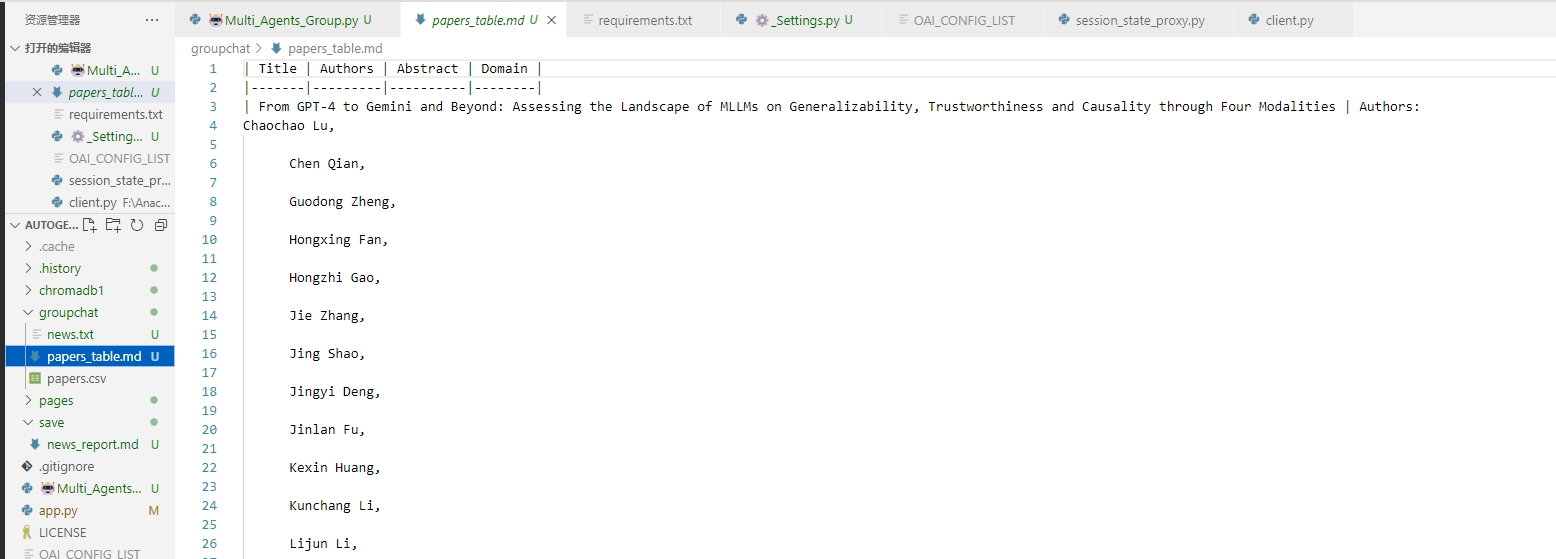 资源管理器
···
Multi_Agents_Group.py U
papers_table.md U
requirements.txt
_Settings.py U
OAI_CONFIG_LIST
session_state_proxy.py
client.py
打开的编辑器
Multi_A... U
papers_tabl... U
requirements.txt
_Setting... U
OAI_CONFIG_LIST
session_state_pr...
client.py F:\Anac...
AUTOGE...
.cache
.history
chromadb1
groupchat
news.txt U
papers_table.md U
papers.csv
pages
save
news_report.md U
.gitignore
Multi_Agents... U
app.py M
LICENSE
OAI_CONFIG_LIST
groupchat > papers_table.md
1 | Title | Authors | Abstract | Domain |
2 |-------|---------|----------|--------|
3 | From GPT-4 to Gemini and Beyond: Assessing the Landscape of MLLMs on Generalizability, Trustworthiness and Causality through Four Modalities | Authors:
4 Chaochao Lu,
5
6 Chen Qian,
7
8 Guodong Zheng,
9
10 Hongxing Fan,
11
12 Hongzhi Gao,
13
14 Jie Zhang,
15
16 Jing Shao,
17
18 Jingyi Deng,
19
20 Jinlan Fu,
21
22 Kexin Huang,
23
24 Kunchang Li,
25
26 Lijun Li,